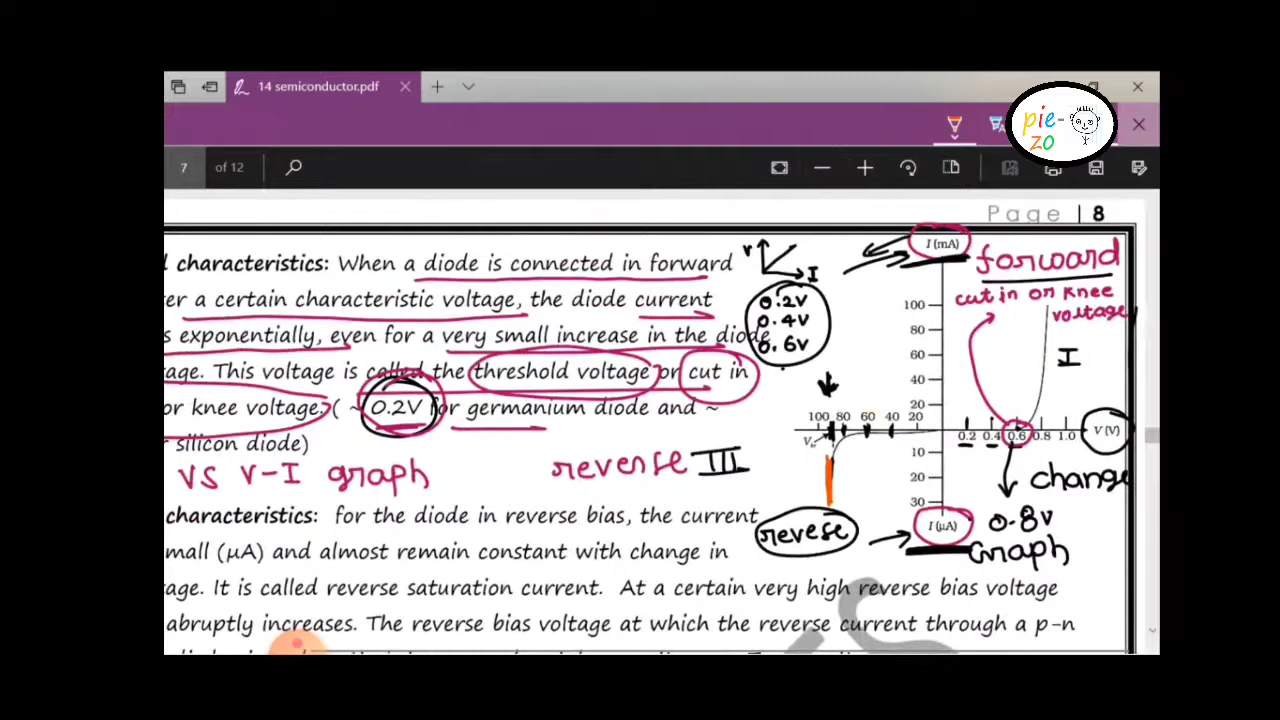 14 semiconductor.pdf
pie-
zo
7 of 12
Page | 8
l characteristics: When a diode is connected in forward
ter a certain characteristic voltage, the diode current
s exponentially, even for a very small increase in the diode
tage. This voltage is called the threshold voltage or cut in
or knee voltage. ( ~ 0.2V for germanium diode and ~
r silicon diode)
VS V-I graph
reverse III
characteristics: for the diode in reverse bias, the current
mall (μA) and almost remain constant with change in
tage. It is called reverse saturation current. At a certain very high reverse bias voltage
abruptly increases. The reverse bias voltage at which the reverse current through a p-n
V
I
0.2V
0.4V
0.6V
I (mA)
forward
cut in or knee
voltage
100
80
60
40
20
I
100 80 60 40 20
0.2 0.4 0.6 0.8 1.0
V (V)
Vbr
10
20
30
I (μA)
revese
change
0.8V
graph